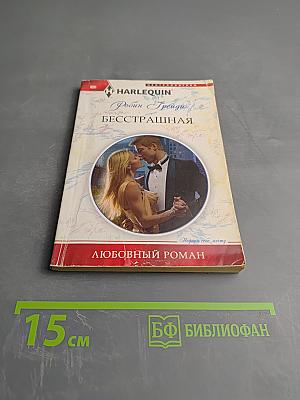 HARLEQUIN
Робин Грейди
БЕССТРАШНАЯ
ЛЮБОВНЫЙ РОМАН
15 см
БФ БИБЛИОФАН